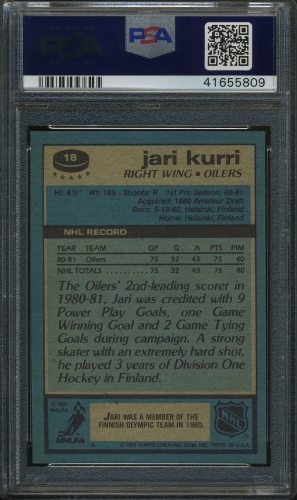 PSA
41655809
18
jari kurri
RIGHT WING • OILERS
Ht: 6'0" Wt: 183 Shoots: R 1st Pro Season: 80-81
Acquired: 1980 Amateur Draft
Born: 5-18-60, Helsinki, Finland
Home: Helsinki, Finland
NHL RECORD
YEAR TEAM GP G A PTS PIM
80-81 Oilers 75 32 43 75 40
NHL TOTALS 75 32 43 75 40
The Oilers' 2nd-leading scorer in
1980-81, Jari was credited with 9
Power Play Goals, one Game
Winning Goal and 2 Game Tying
Goals during campaign. A strong
skater with an extremely hard shot,
he played 3 years of Division One
Hockey in Finland.
© 1981
NHLPA
JARI WAS A MEMBER OF THE
FINNISH OLYMPIC TEAM IN 1980.
NHL
© 1981 TOPPS CHEWING GUM, INC. PRTD. IN U.S.A.